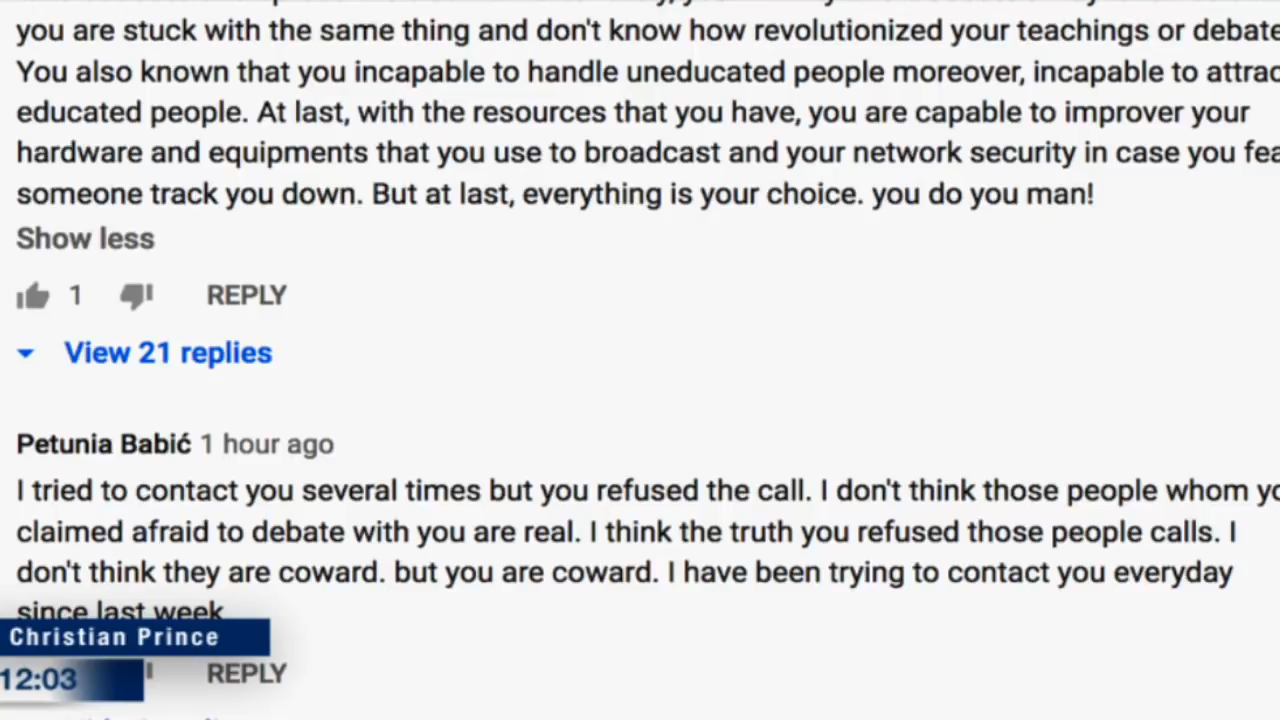 you are stuck with the same thing and don't know how revolutionized your teachings or debate
You also known that you incapable to handle uneducated people moreover, incapable to
educated people. At last, with the resources that you have, you are capable to improver your
hardware and equipments that you use to broadcast and your network security in case you
someone track you down. But at last, everything is your choice. you do you man!
Show less
1 REPLY
View 21 replies
Petunia Babić 1 hour ago
I tried to contact you several times but you refused the call. I don't think those people whom
claimed afraid to debate with you are real. I think the truth you refused those people calls. I
don't think they are coward. but you are coward. I have been trying to contact you everyday
since last week
Christian Prince
12:03 REPLY